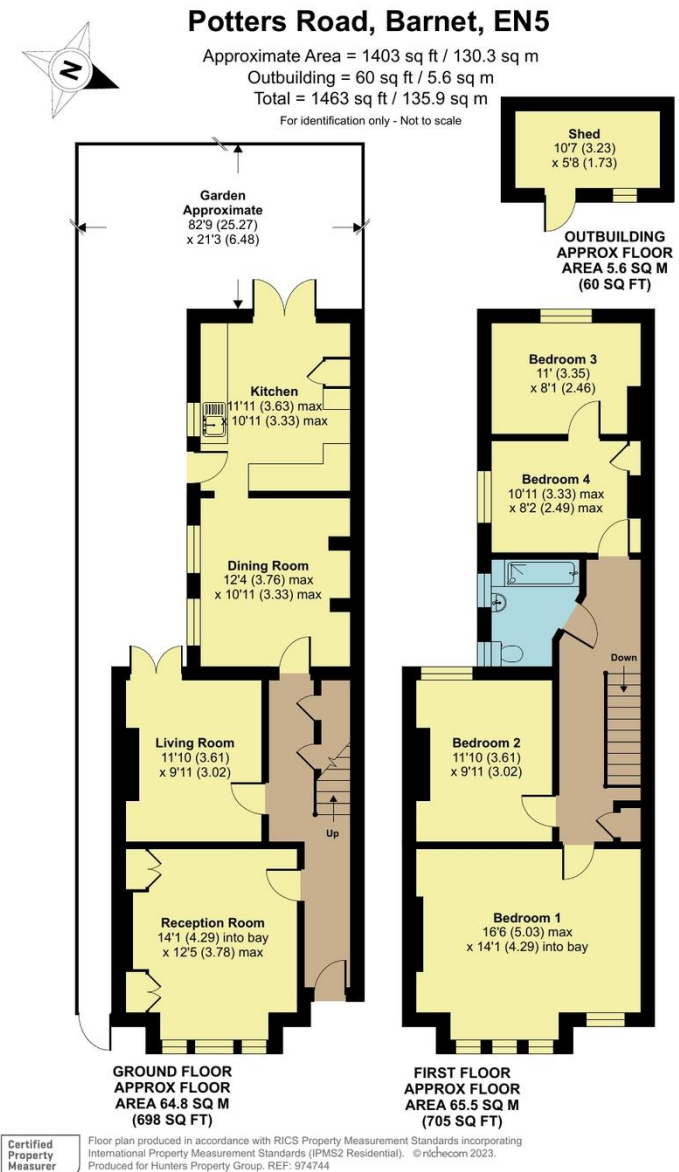 Potters Road, Barnet, EN5
Approximate Area = 1403 sq ft / 130.3 sq m
Outbuilding = 60 sq ft / 5.6 sq m
Total = 1463 sq ft / 135.9 sq m
For identification only - Not to scale
N
Shed
10'7 (3.23)
x 5'8 (1.73)
OUTBUILDING
APPROX FLOOR
AREA 5.6 SQ M
(60 SQ FT)
Garden
Approximate
82'9 (25.27)
x 21'3 (6.48)
Kitchen
11'11 (3.63) max
x 10'11 (3.33) max
Dining Room
12'4 (3.76) max
x 10'11 (3.33) max
Living Room
11'10 (3.61)
x 9'11 (3.02)
Up
Reception Room
14'1 (4.29) into bay
x 12'5 (3.78) max
GROUND FLOOR
APPROX FLOOR
AREA 64.8 SQ M
(698 SQ FT)
Bedroom 3
11' (3.35)
x 8'1 (2.46)
Bedroom 4
10'11 (3.33) max
x 8'2 (2.49) max
Down
Bedroom 2
11'10 (3.61)
x 9'11 (3.02)
Bedroom 1
16'6 (5.03) max
x 14'1 (4.29) into bay
FIRST FLOOR
APPROX FLOOR
AREA 65.5 SQ M
(705 SQ FT)
Certified
Property
Measurer
Floor plan produced in accordance with RICS Property Measurement Standards incorporating
International Property Measurement Standards (IPMS2 Residential). © nichecom 2023.
Produced for Hunters Property Group. REF: 974744